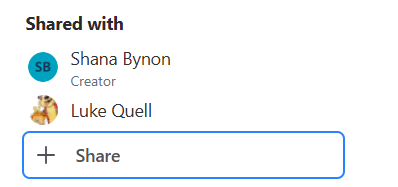 Shared with
SB
Shana Bynon
Creator
Luke Quell
Share